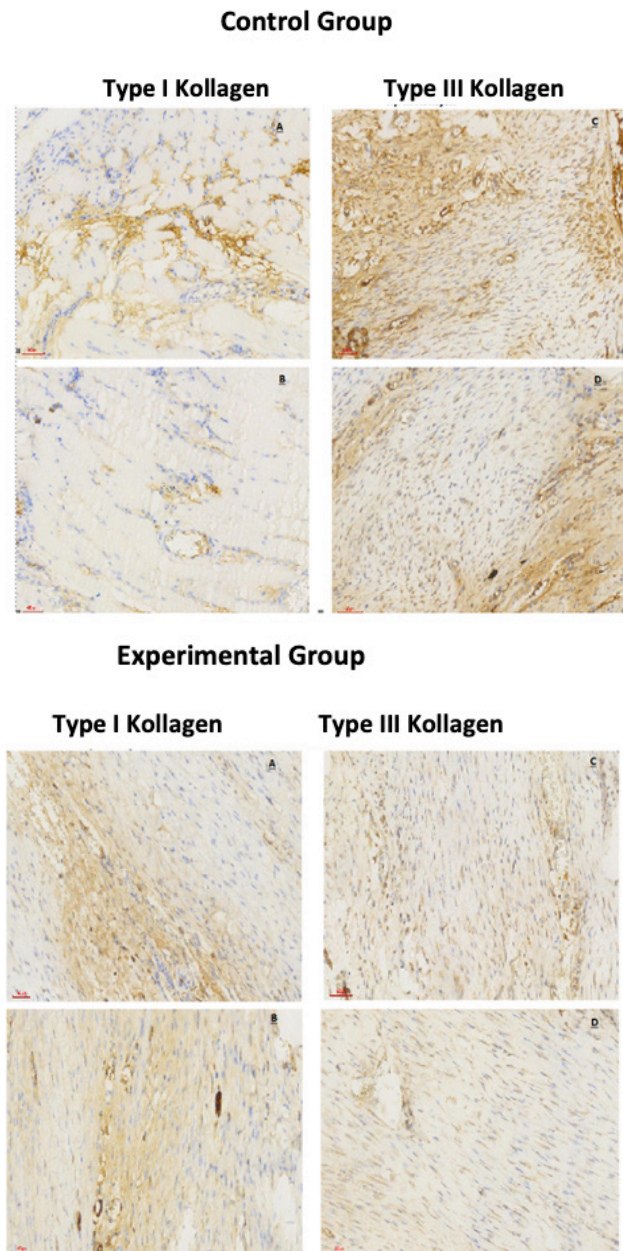 Control Group
Type I Kollagen
Type III Kollagen
A
C
B
D
Experimental Group
Type I Kollagen
Type III Kollagen
A
C
B
D